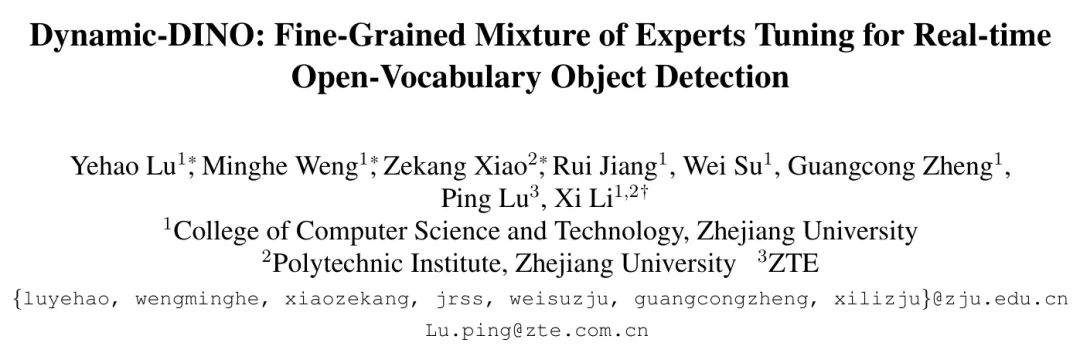 Dynamic-DINO: Fine-Grained Mixture of Experts Tuning for Real-time
Open-Vocabulary Object Detection
Yehao Lu¹*, Minghe Weng¹*, Zekang Xiao²*, Rui Jiang¹, Wei Su¹, Guangcong Zheng¹,
Ping Lu³, Xi Li¹,²†
¹College of Computer Science and Technology, Zhejiang University
²Polytechnic Institute, Zhejiang University ³ZTE
{luyehao, wengminghe, xiaozekang, jrss, weisuzju, guangcongzheng, xilizju}@zju.edu.cn
Lu.ping@zte.com.cn